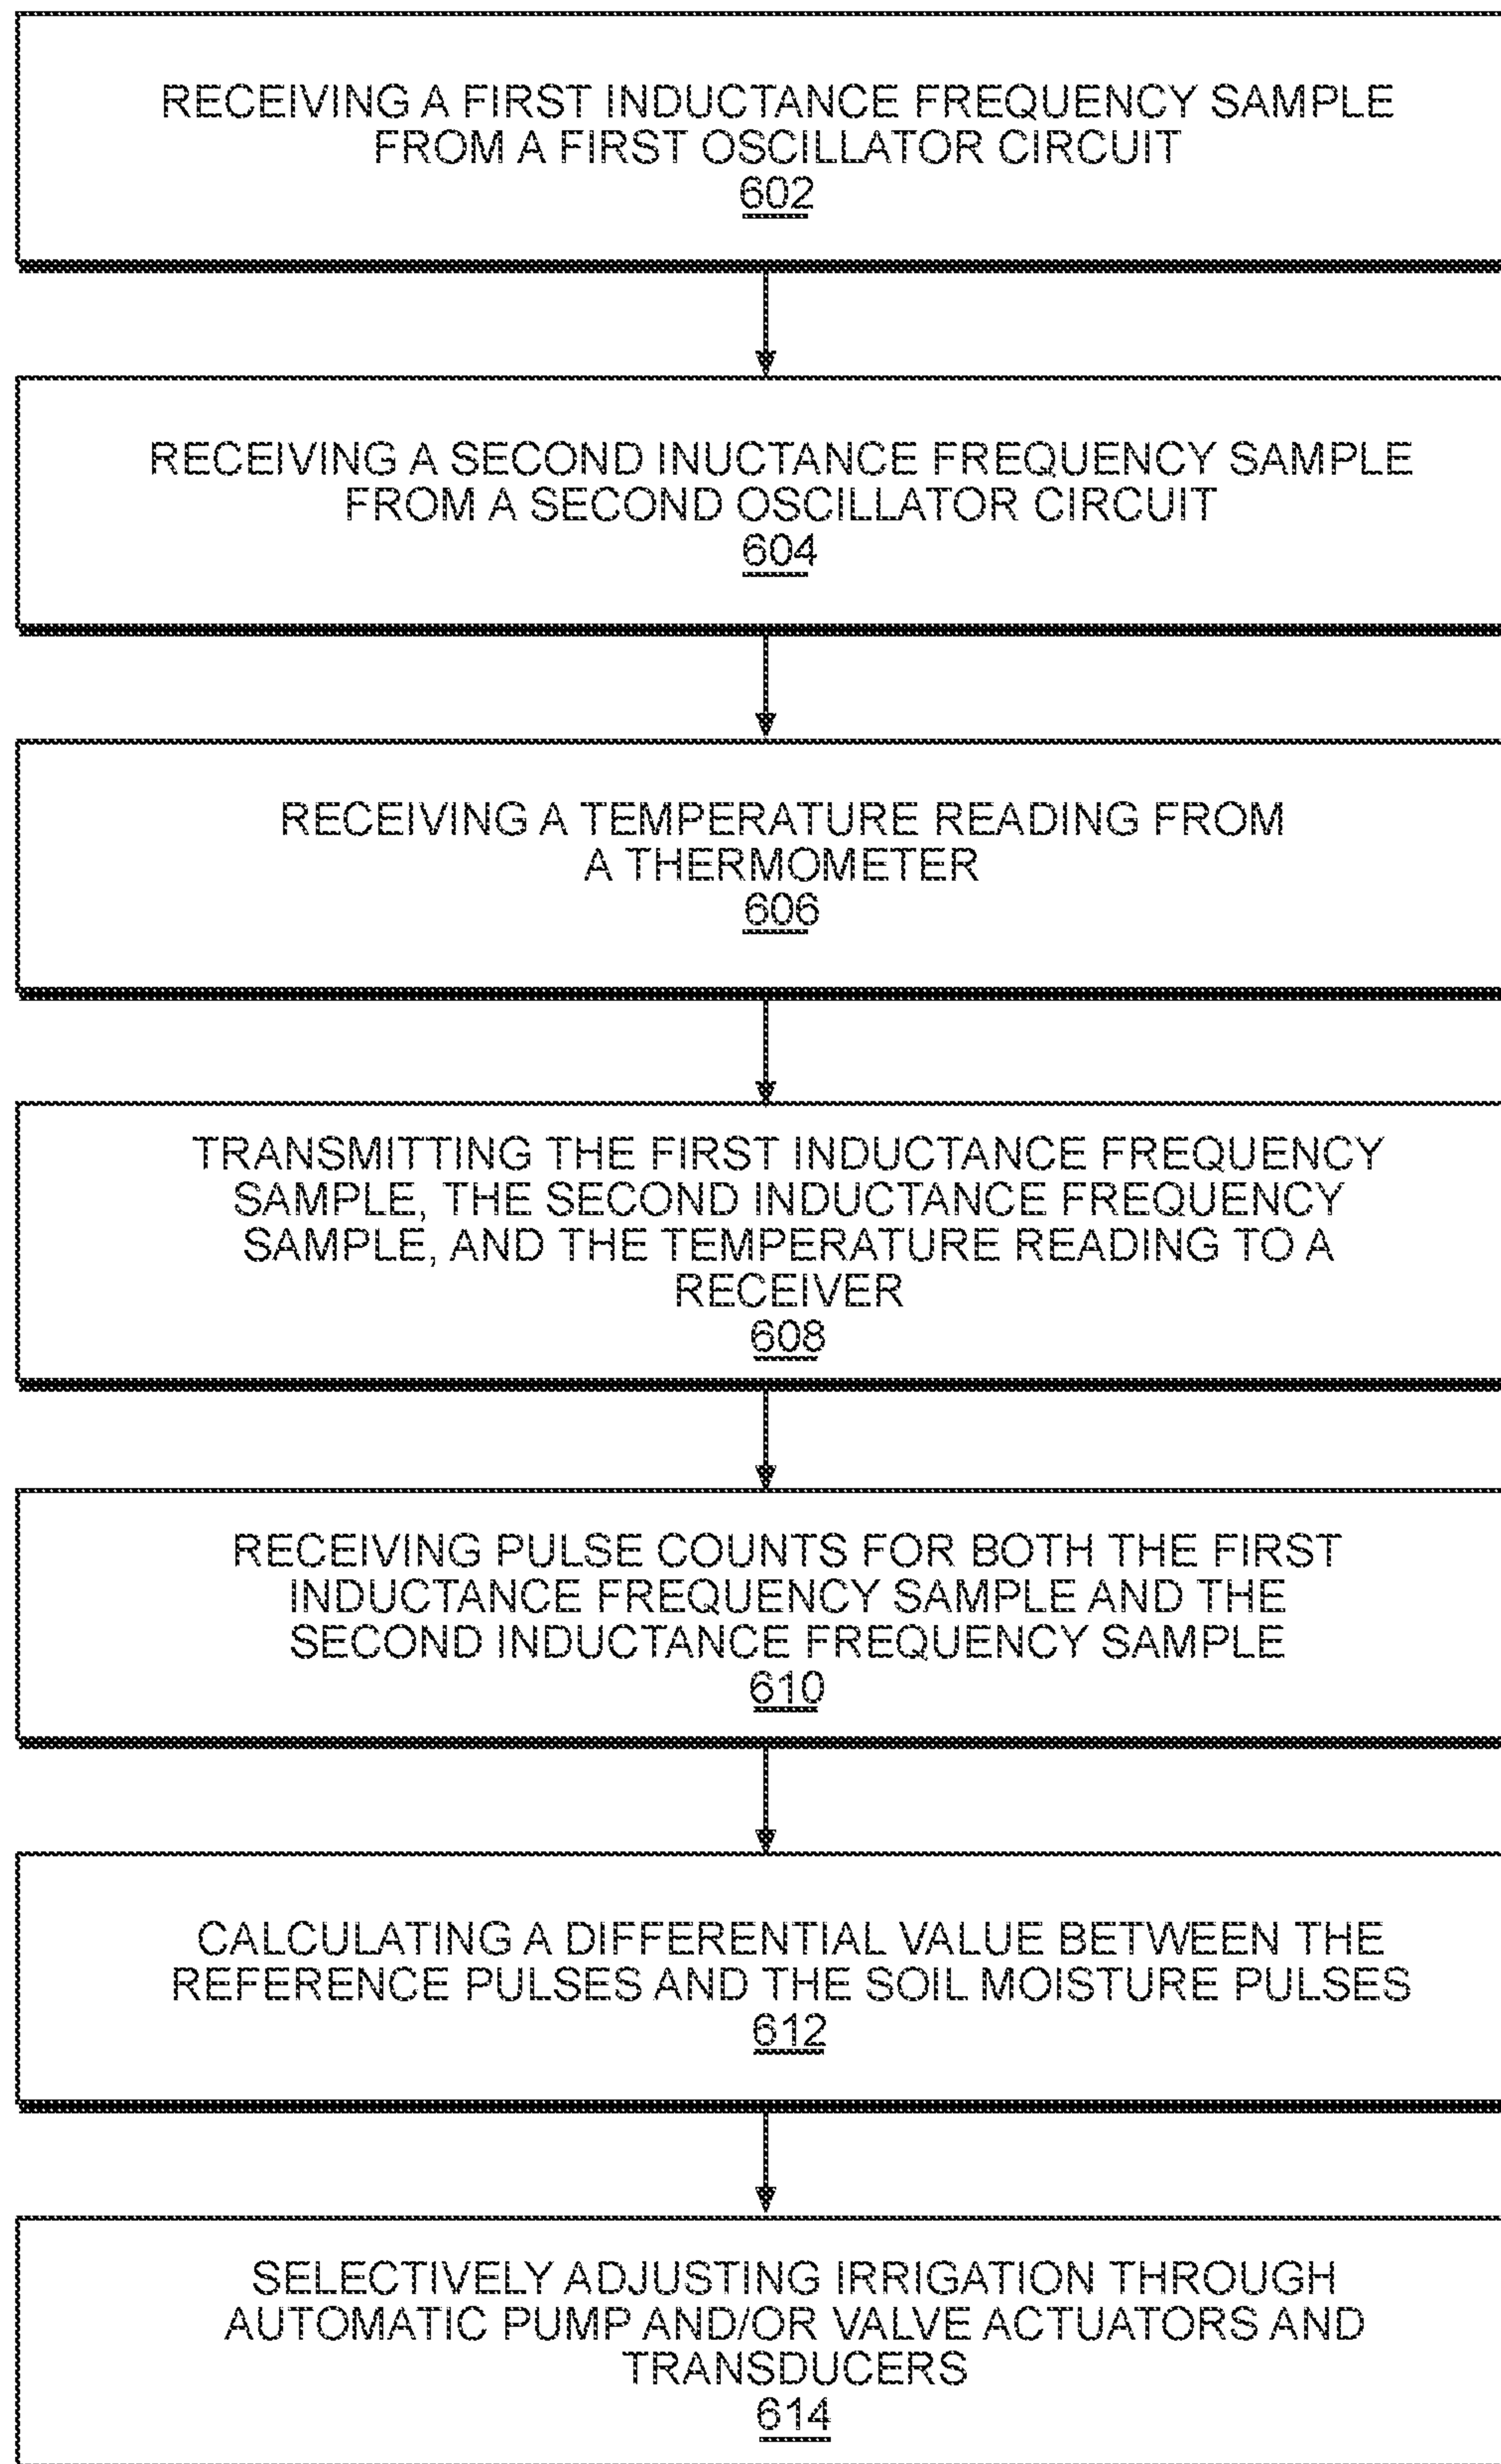 RECEIVING A FIRST INDUCTANCE FREQUENCY SAMPLE
FROM A FIRST OSCILLATOR CIRCUIT
602
RECEIVING A SECOND INUCTANCE FREQUENCY SAMPLE
FROM A SECOND OSCILLATOR CIRCUIT
604
RECEIVING A TEMPERATURE READING FROM
A THERMOMETER
606
TRANSMITTING THE FIRST INDUCTANCE FREQUENCY
SAMPLE, THE SECOND INDUCTANCE FREQUENCY
SAMPLE, AND THE TEMPERATURE READING TO A
RECEIVER
608
RECEIVING PULSE COUNTS FOR BOTH THE FIRST
INDUCTANCE FREQUENCY SAMPLE AND THE
SECOND INDUCTANCE FREQUENCY SAMPLE
610
CALCULATING A DIFFERENTIAL VALUE BETWEEN THE
REFERENCE PULSES AND THE SOIL MOISTURE PULSES
612
SELECTIVELY ADJUSTING IRRIGATION THROUGH
AUTOMATIC PUMP AND/OR VALVE ACTUATORS AND
TRANSDUCERS
614